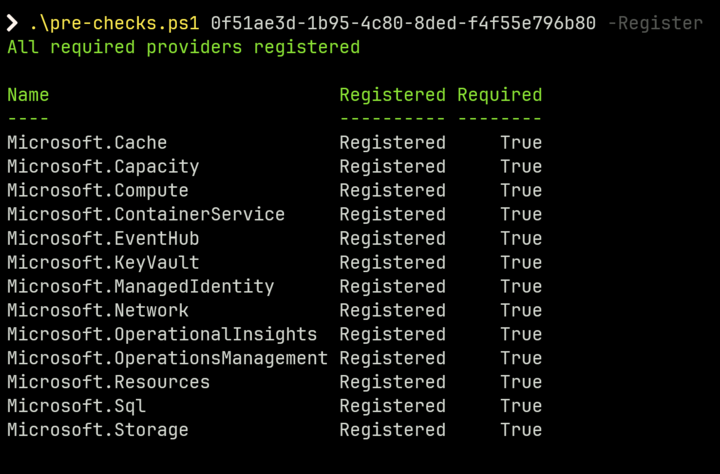 ❯ .\pre-checks.ps1 0f51ae3d-1b95-4c80-8ded-f4f55e796b80 -Register
All required providers registered
Name Registered Required
---- ---------- --------
Microsoft.Cache Registered True
Microsoft.Capacity Registered True
Microsoft.Compute Registered True
Microsoft.ContainerService Registered True
Microsoft.EventHub Registered True
Microsoft.KeyVault Registered True
Microsoft.ManagedIdentity Registered True
Microsoft.Network Registered True
Microsoft.OperationalInsights Registered True
Microsoft.OperationsManagement Registered True
Microsoft.Resources Registered True
Microsoft.Sql Registered True
Microsoft.Storage Registered True